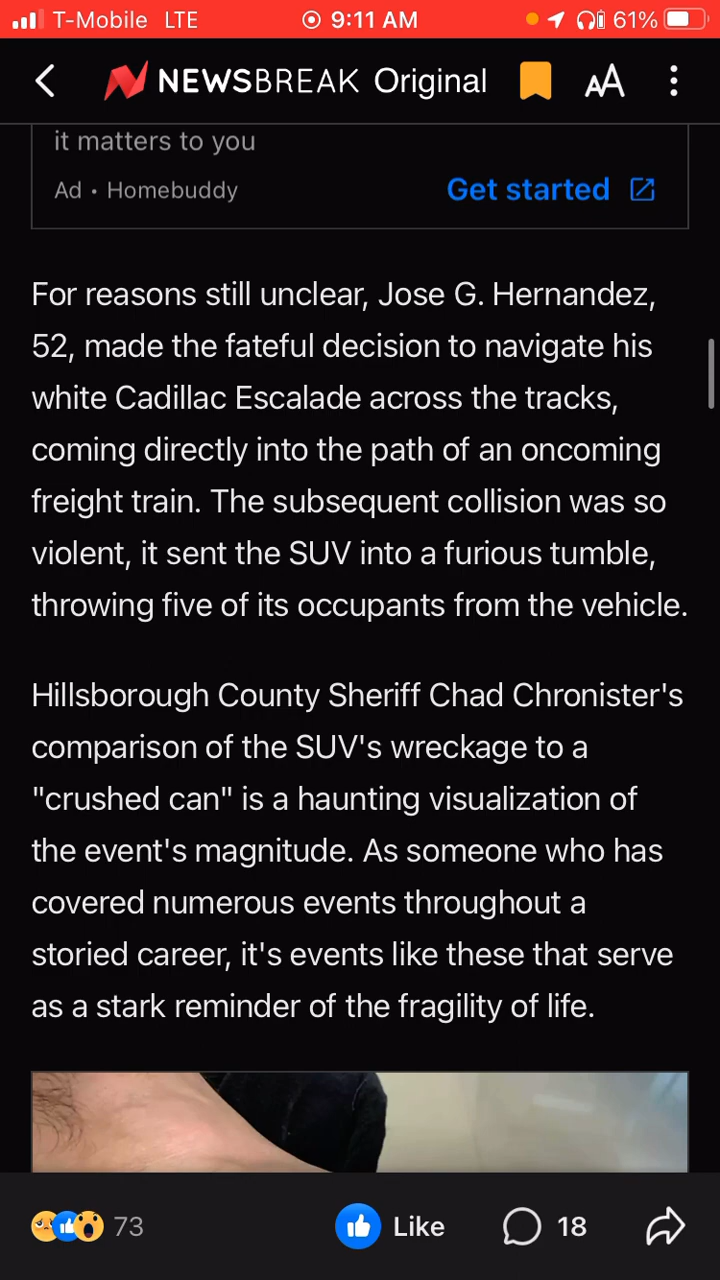 T-Mobile LTE 9:11 AM 61%
NEWSBREAK Original AA
it matters to you
Ad • Homebuddy Get started
For reasons still unclear, Jose G. Hernandez,
52, made the fateful decision to navigate his
white Cadillac Escalade across the tracks,
coming directly into the path of an oncoming
freight train. The subsequent collision was so
violent, it sent the SUV into a furious tumble,
throwing five of its occupants from the vehicle.
Hillsborough County Sheriff Chad Chronister's
comparison of the SUV's wreckage to a
"crushed can" is a haunting visualization of
the event's magnitude. As someone who has
covered numerous events throughout a
storied career, it's events like these that serve
as a stark reminder of the fragility of life.
73 Like 18